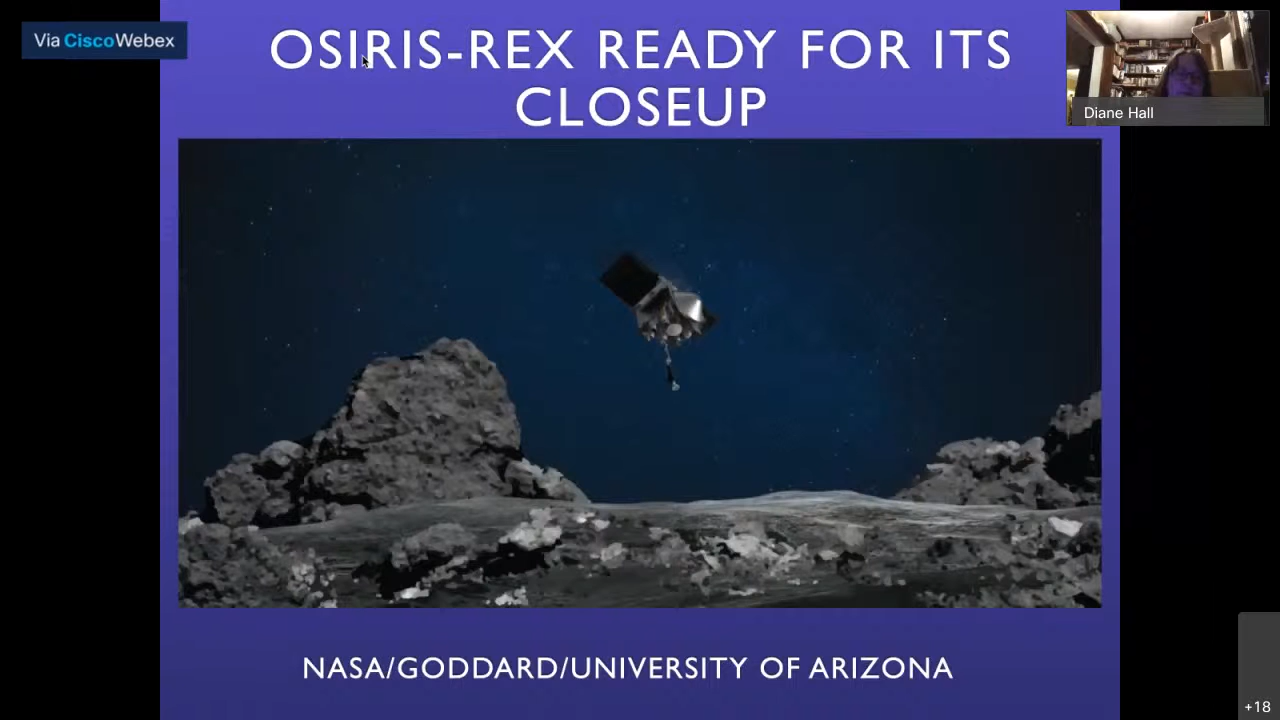 Via Cisco Webex
OSIRIS-REX READY FOR ITS
CLOSEUP
Diane Hall
NASA/GODDARD/UNIVERSITY OF ARIZONA
+18